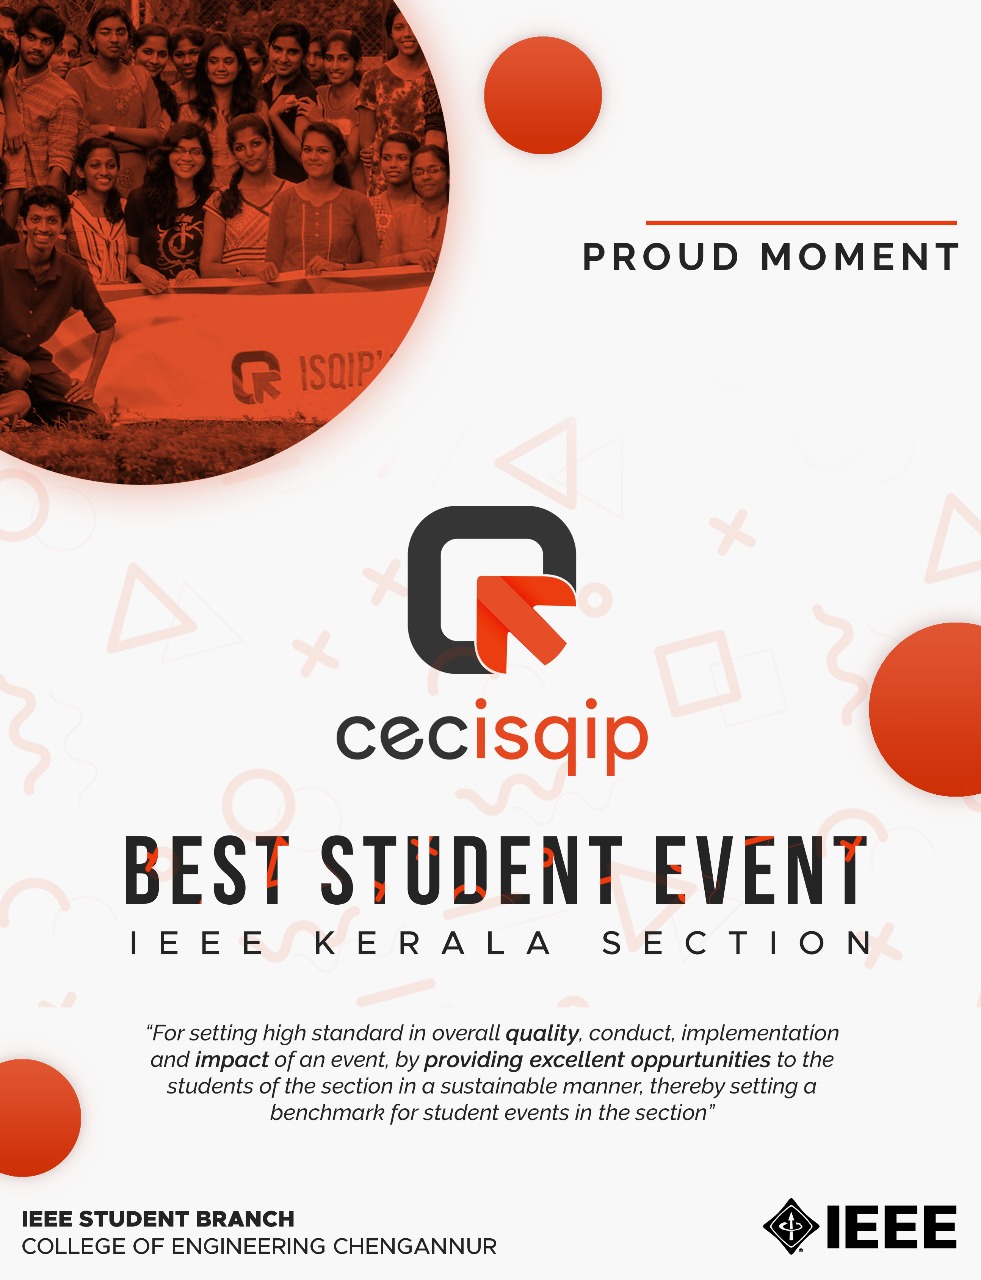 ISQIP'
PROUD MOMENT
cecisqip
BEST STUDENT EVENT
IEEE KERALA SECTION
“For setting high standard in overall quality, conduct, implementation
and impact of an event, by providing excellent oppurtunities to the
students of the section in a sustainable manner, thereby setting a
benchmark for student events in the section”
IEEE STUDENT BRANCH
COLLEGE OF ENGINEERING CHENGANNUR
IEEE